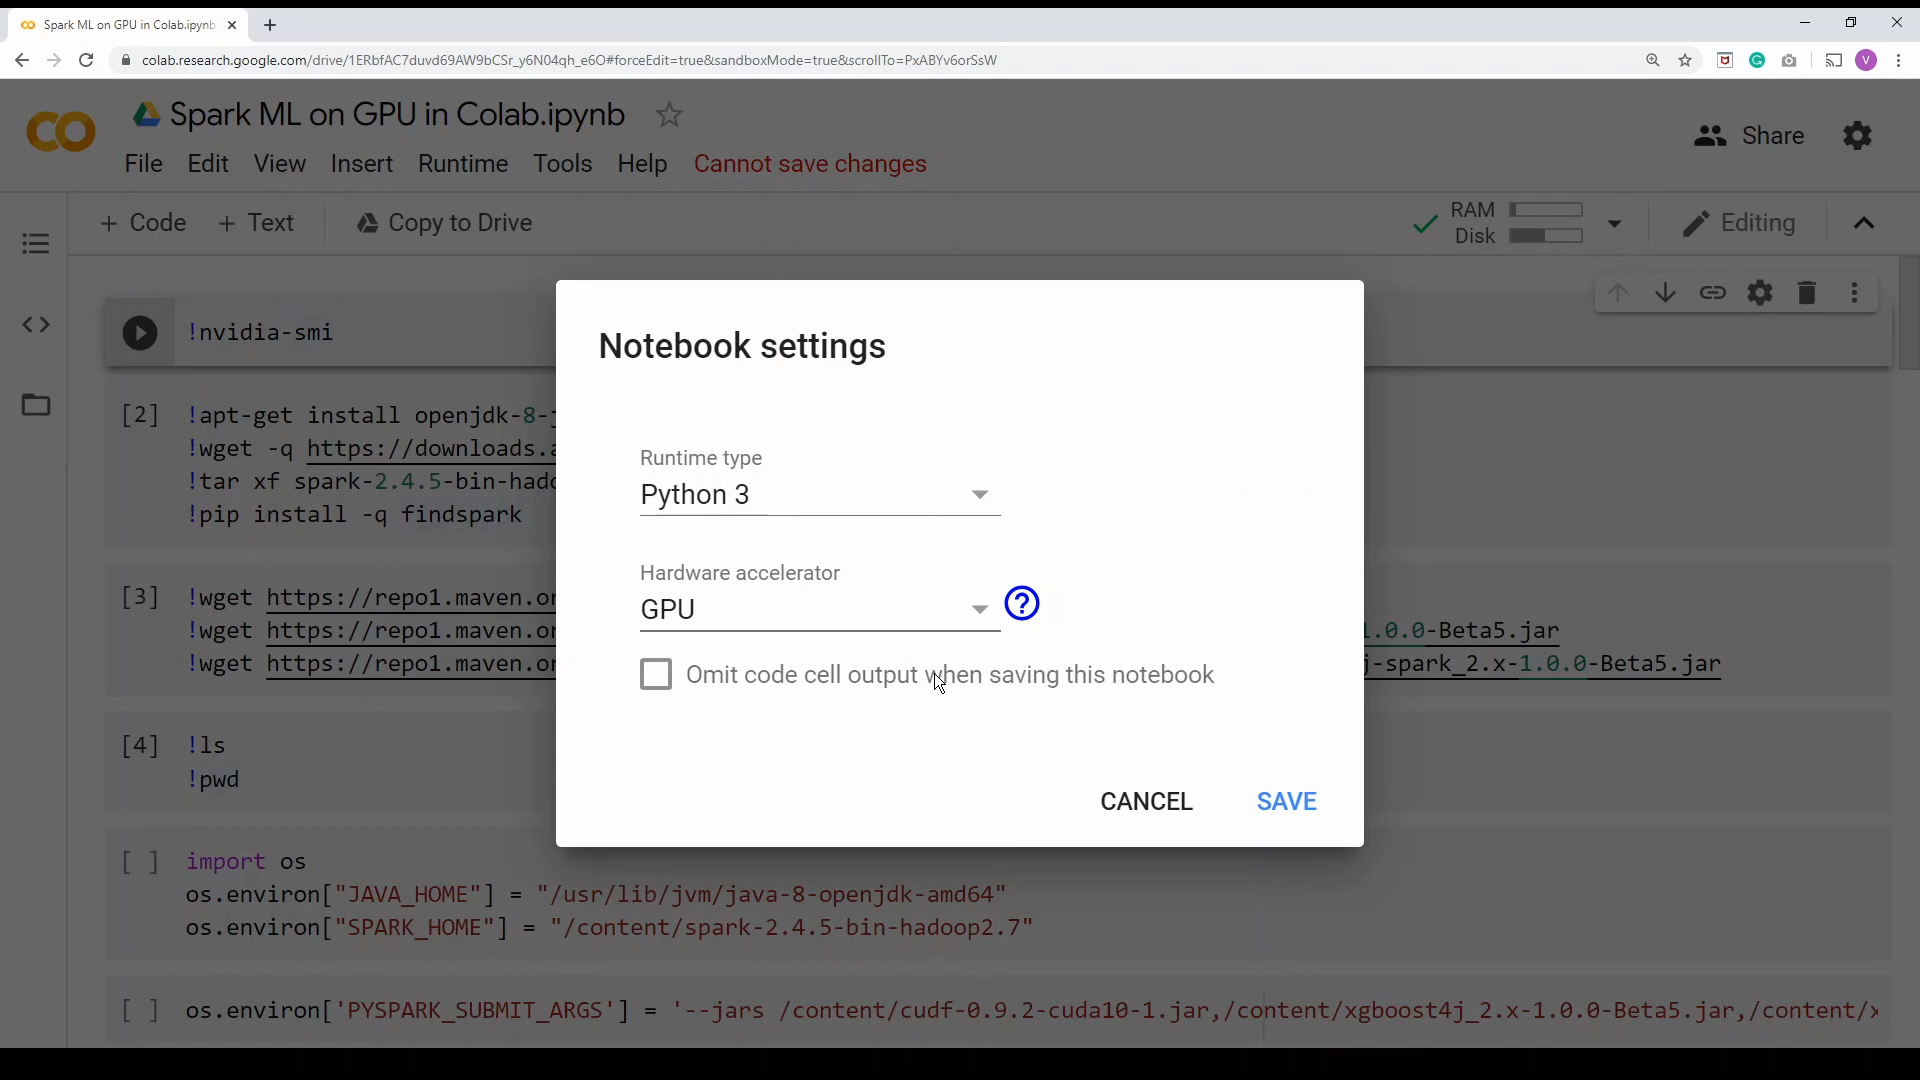 Spark ML on GPU in Colab.ipynb
colab.research.google.com/drive/1ERbfAC7duvd69AW9bCSr_y6N04qh_e6O#forceEdit=true&sandboxMode=true&scrollTo=PxABYv6orSsW
V
CO
Spark ML on GPU in Colab.ipynb
Share
File Edit View Insert Runtime Tools Help Cannot save changes
+ Code + Text Copy to Drive
RAM
Disk
Editing
!nvidia-smi
Notebook settings
[2] !apt-get install openjdk-8-j
!wget -q https://downloads.a
!tar xf spark-2.4.5-bin-hado
!pip install -q findspark
Runtime type
Python 3
Hardware accelerator
GPU
?
Omit code cell output when saving this notebook
CANCEL SAVE
[3] !wget https://repo1.maven.or
!wget https://repo1.maven.or 1.0.0-Beta5.jar
!wget https://repo1.maven.or j-spark_2.x-1.0.0-Beta5.jar
[4] !ls
!pwd
[ ] import os
os.environ["JAVA_HOME"] = "/usr/lib/jvm/java-8-openjdk-amd64"
os.environ["SPARK_HOME"] = "/content/spark-2.4.5-bin-hadoop2.7"
[ ] os.environ['PYSPARK_SUBMIT_ARGS'] = '--jars /content/cudf-0.9.2-cuda10-1.jar,/content/xgboost4j_2.x-1.0.0-Beta5.jar,/content/x